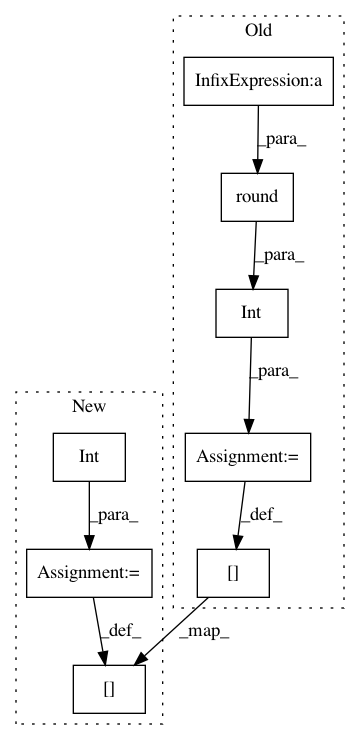 Old
InfixExpression:a
_para_
round
_para_
Int
_para_
New
Int
Assignment:=
_para_
_def_
Assignment:=
[]
_def_
_map_
[]